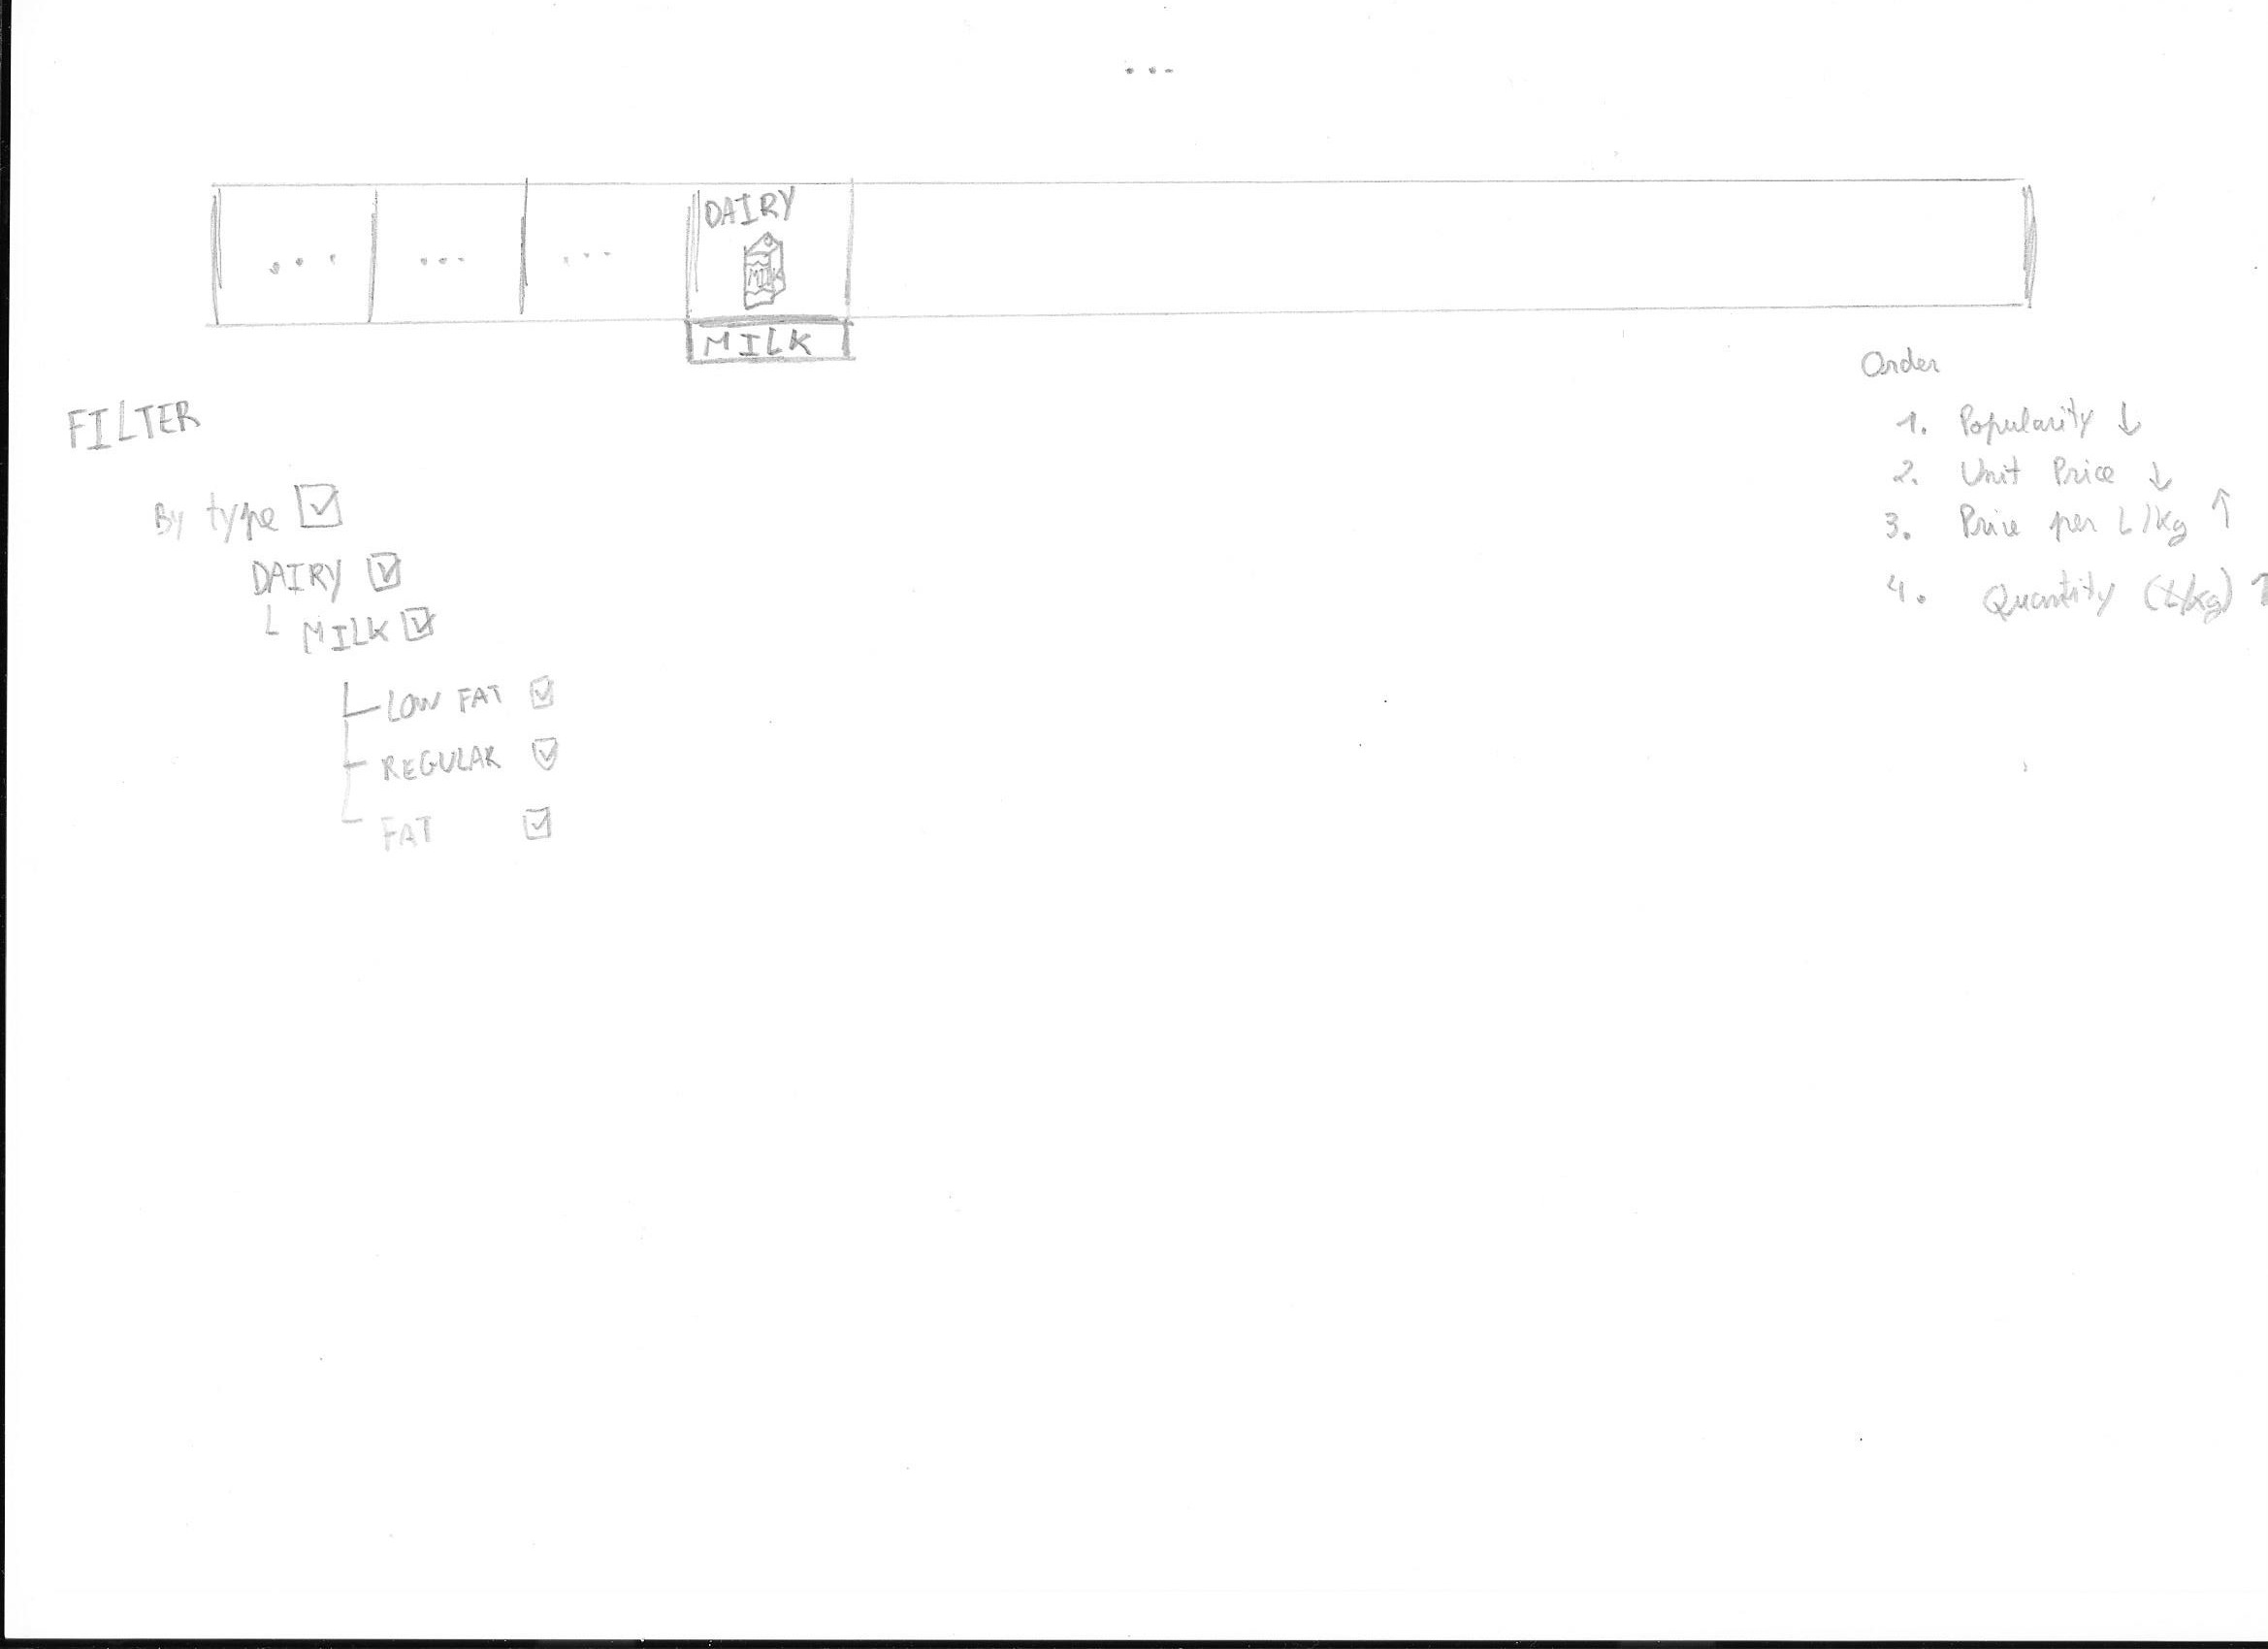 ...
... ... ... DAIRY
MILK
MILK
Order
FILTER
1. Popularity ↓
2. Unit Price ↓
By type ☑
3. Price per L/kg ↑
DAIRY ☑
4. Quantity (L/kg) ↑
└ MILK ☑
├ LOW FAT ☑
├ REGULAR ☑
└ FAT ☑